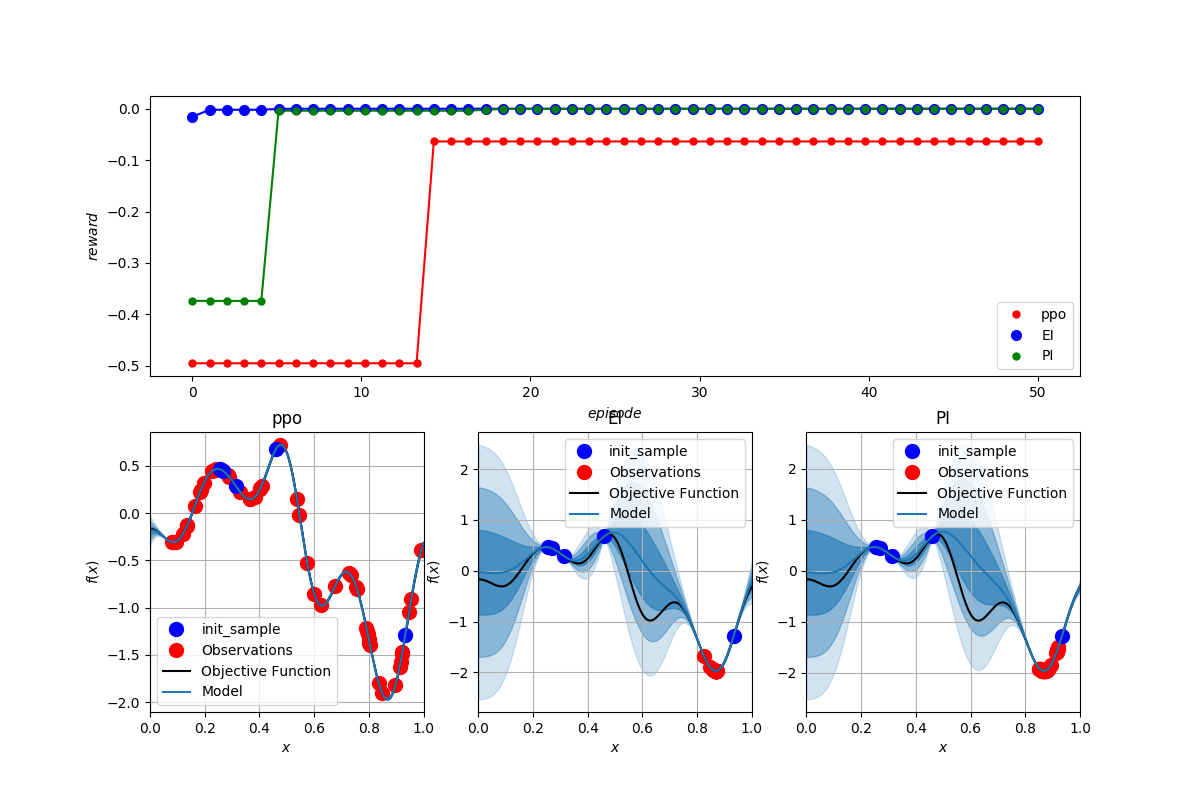 0.0
−0.1
−0.2
−0.3
−0.4
−0.5
reward
ppo
EI
PI
0 10 20 30 40 50
episode
ppo
EI
PI
0.5
0.0
−0.5
−1.0
−1.5
−2.0
f(x)
init_sample
Observations
Objective Function
Model
0.0 0.2 0.4 0.6 0.8 1.0
x
2
1
0
−1
−2
f(x)
init_sample
Observations
Objective Function
Model
0.0 0.2 0.4 0.6 0.8 1.0
x
2
1
0
−1
−2
f(x)
init_sample
Observations
Objective Function
Model
0.0 0.2 0.4 0.6 0.8 1.0
x